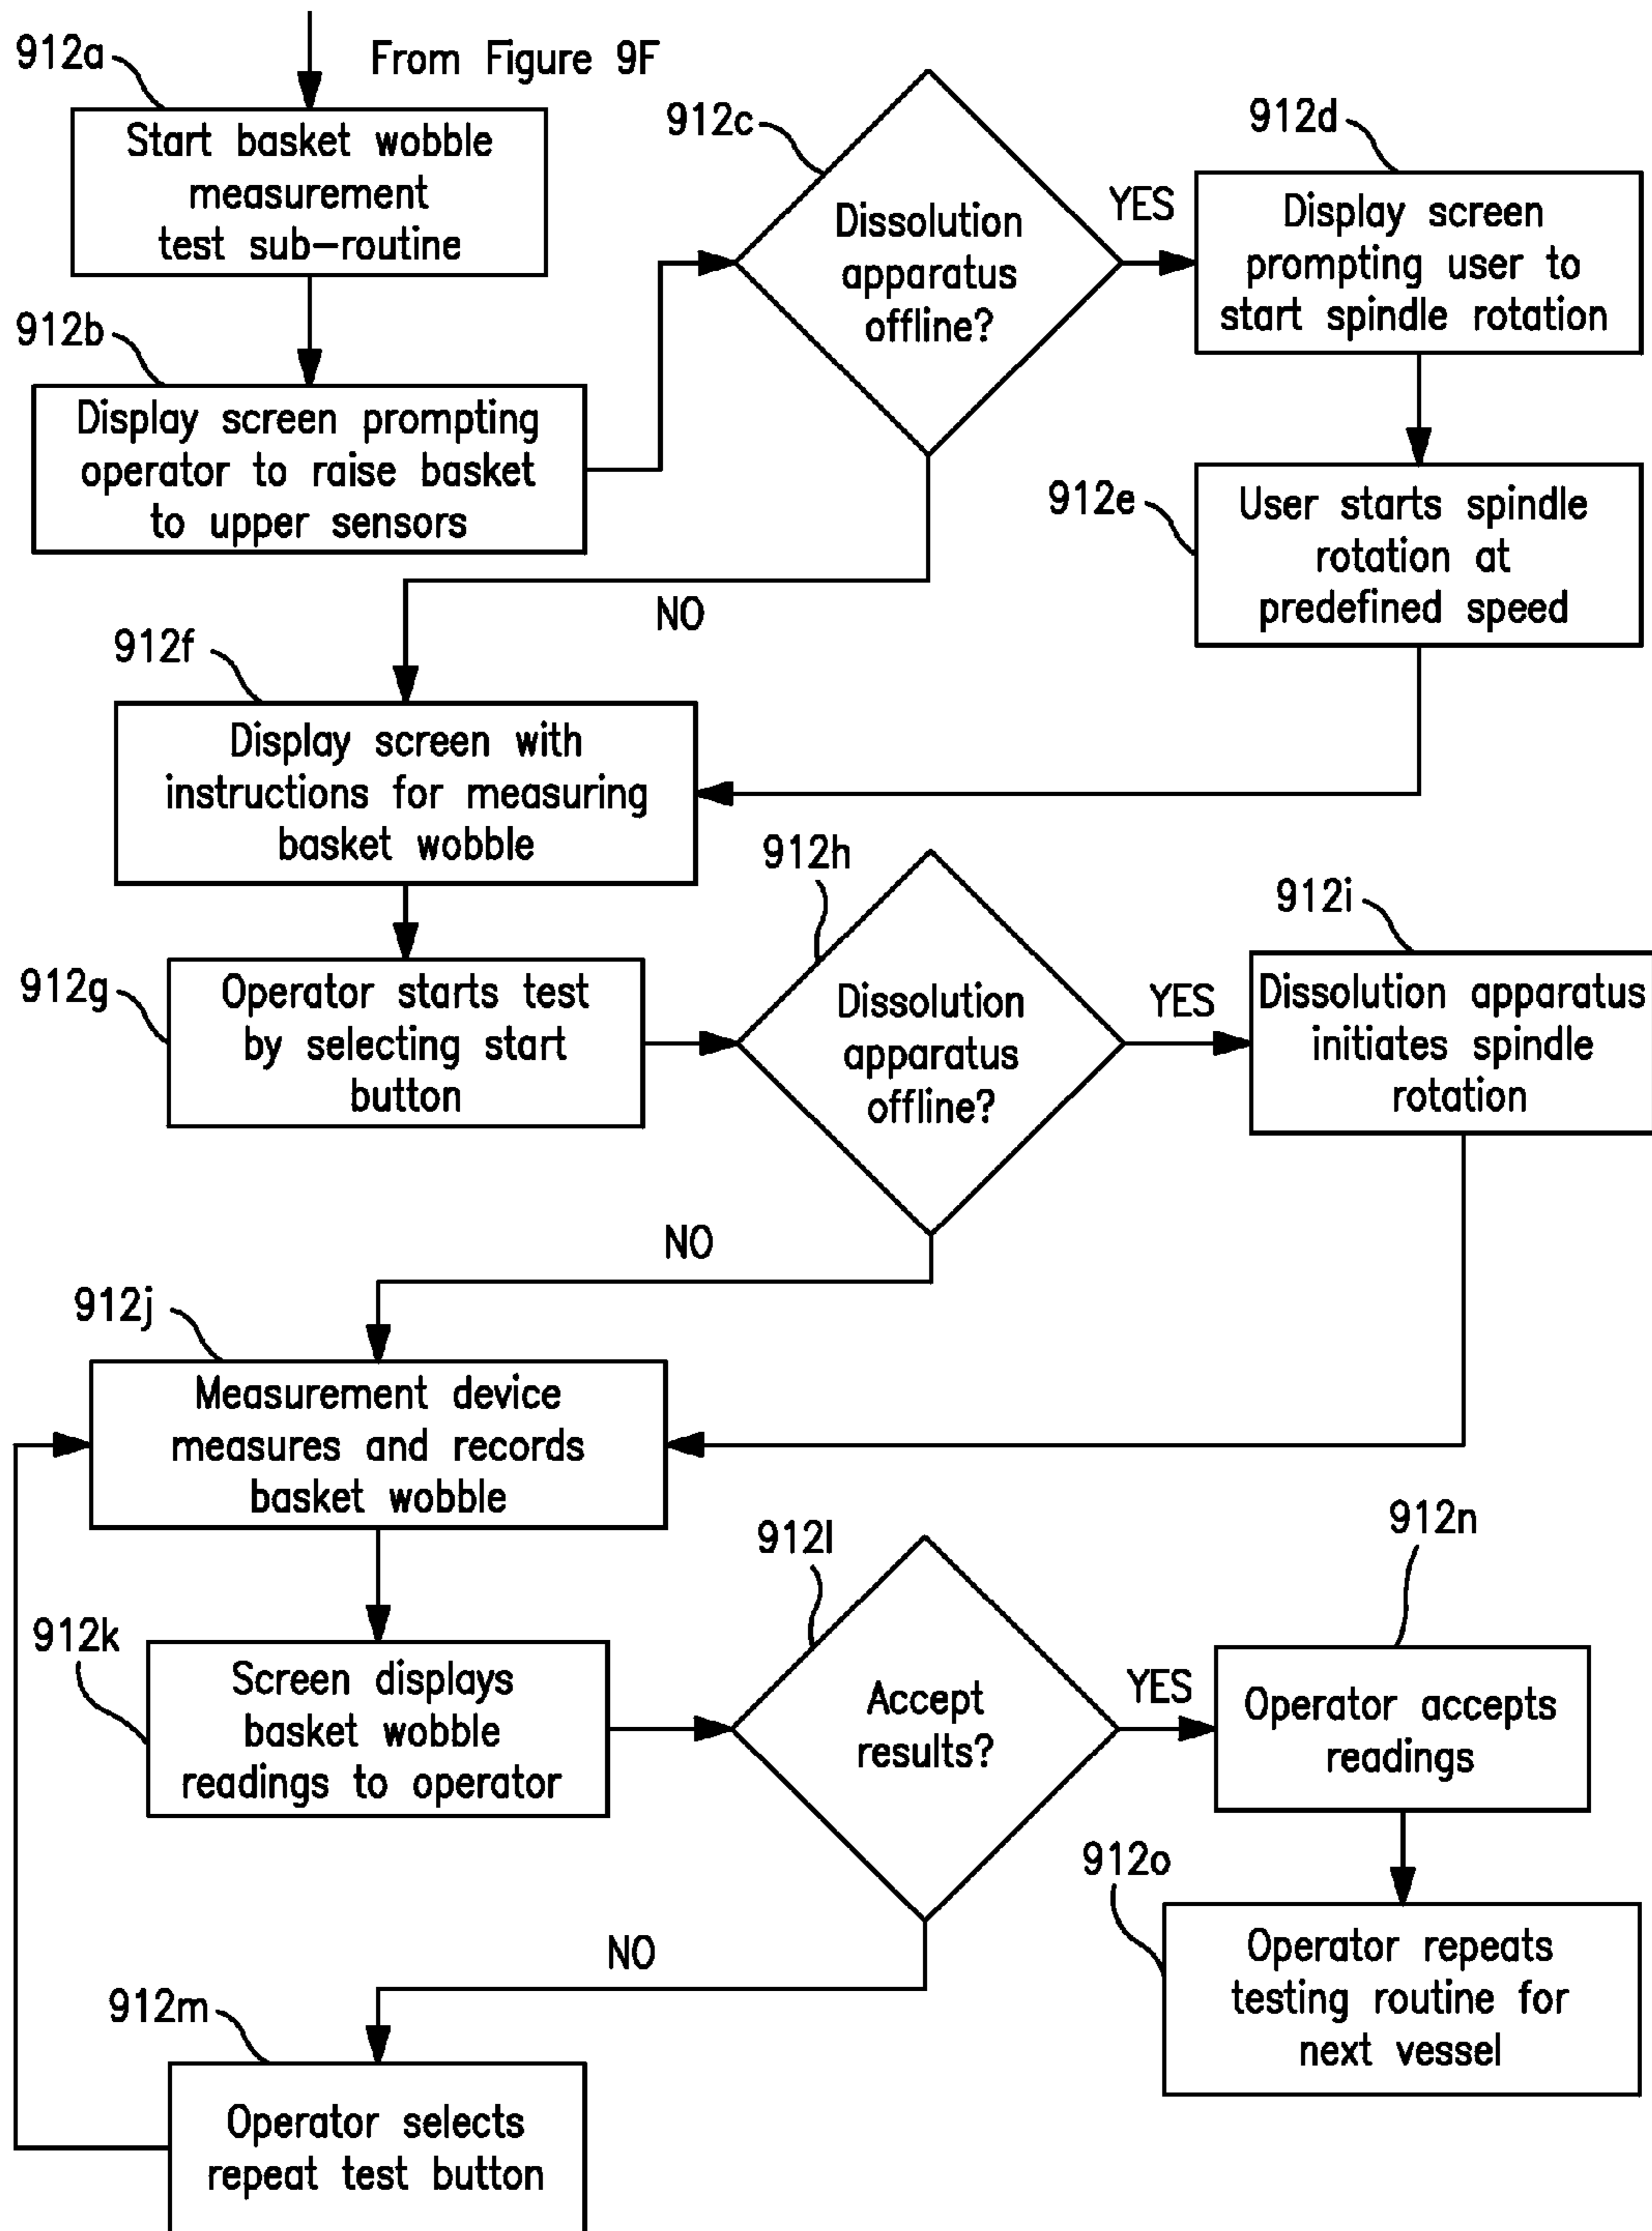 From Figure 9F
912a
Start basket wobble
measurement
test sub-routine
912b
Display screen prompting
operator to raise basket
to upper sensors
912c
Dissolution
apparatus
offline?
YES
NO
912d
Display screen
prompting user to
start spindle rotation
912e
User starts spindle
rotation at
predefined speed
912f
Display screen with
instructions for measuring
basket wobble
912g
Operator starts test
by selecting start
button
912h
Dissolution
apparatus
offline?
YES
NO
912i
Dissolution apparatus
initiates spindle
rotation
912j
Measurement device
measures and records
basket wobble
912k
Screen displays
basket wobble
readings to operator
912l
Accept
results?
YES
NO
912m
Operator selects
repeat test button
912n
Operator accepts
readings
912o
Operator repeats
testing routine for
next vessel